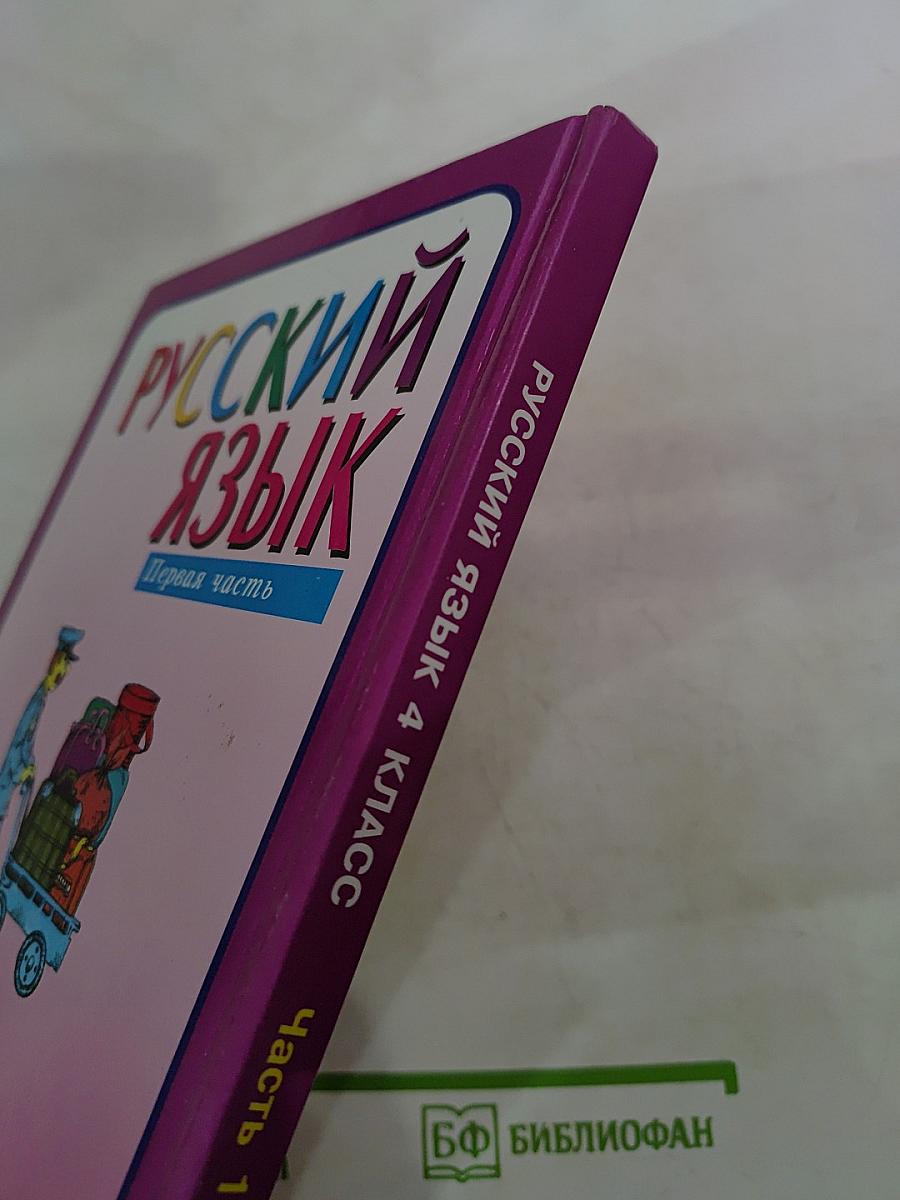 РУССКИЙ
ЯЗЫК
Первая часть
РУССКИЙ ЯЗЫК 4 КЛАСС
Часть 1
БФ БИБЛИОФАН